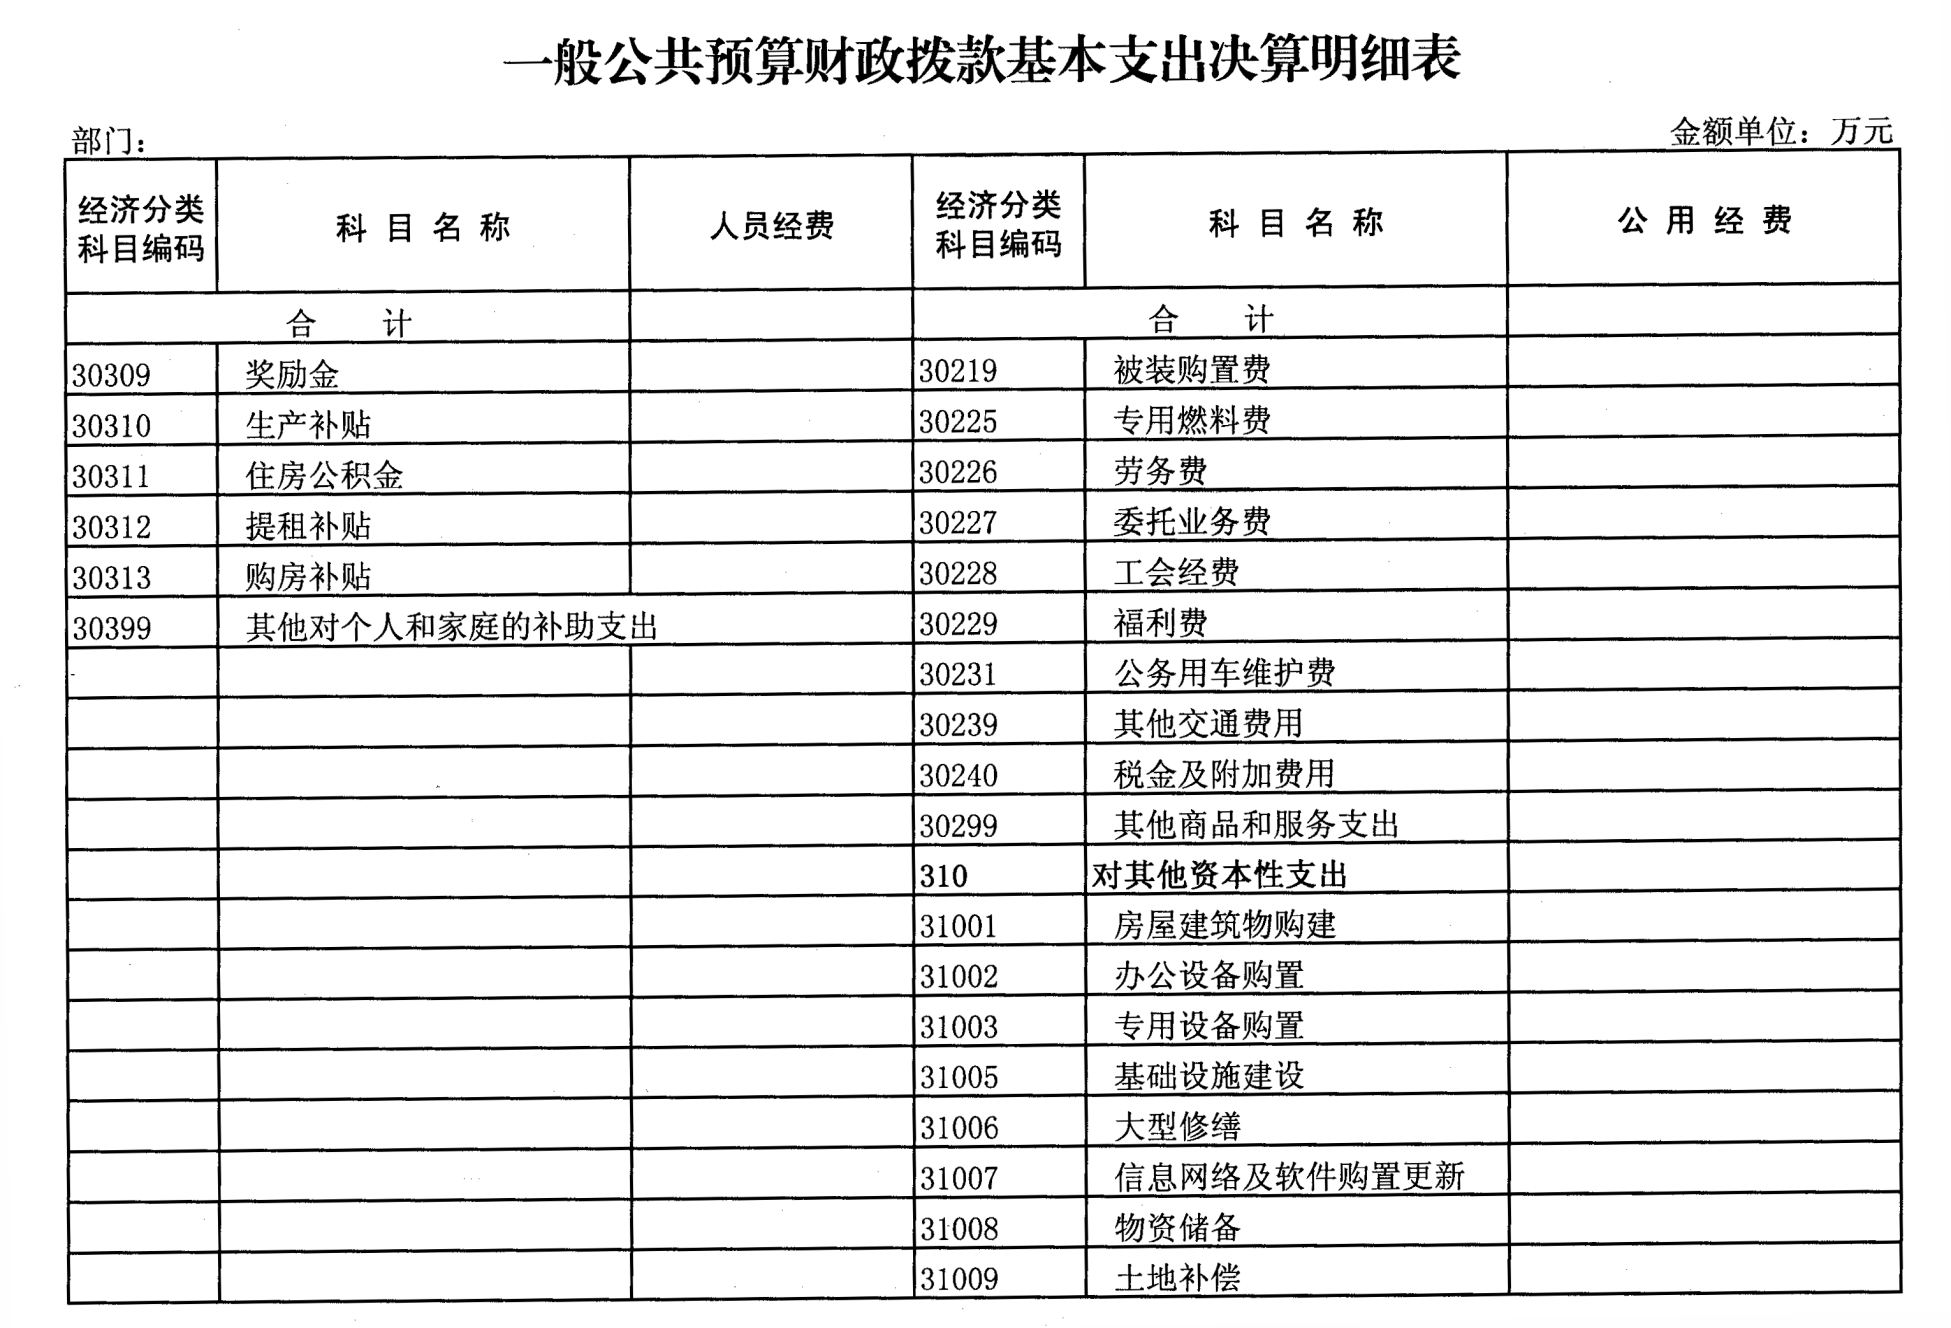 一般公共预算财政拨款基本支出决算明细表
部门： 金额单位：万元
经济分类科目编码 科目名称 人员经费 经济分类科目编码 科目名称 公用经费
合 计 合 计
30309 奖励金 30219 被装购置费
30310 生产补贴 30225 专用燃料费
30311 住房公积金 30226 劳务费
30312 提租补贴 30227 委托业务费
30313 购房补贴 30228 工会经费
30399 其他对个人和家庭的补助支出 30229 福利费
30231 公务用车维护费
30239 其他交通费用
30240 税金及附加费用
30299 其他商品和服务支出
310 对其他资本性支出
31001 房屋建筑物购建
31002 办公设备购置
31003 专用设备购置
31005 基础设施建设
31006 大型修缮
31007 信息网络及软件购置更新
31008 物资储备
31009 土地补偿